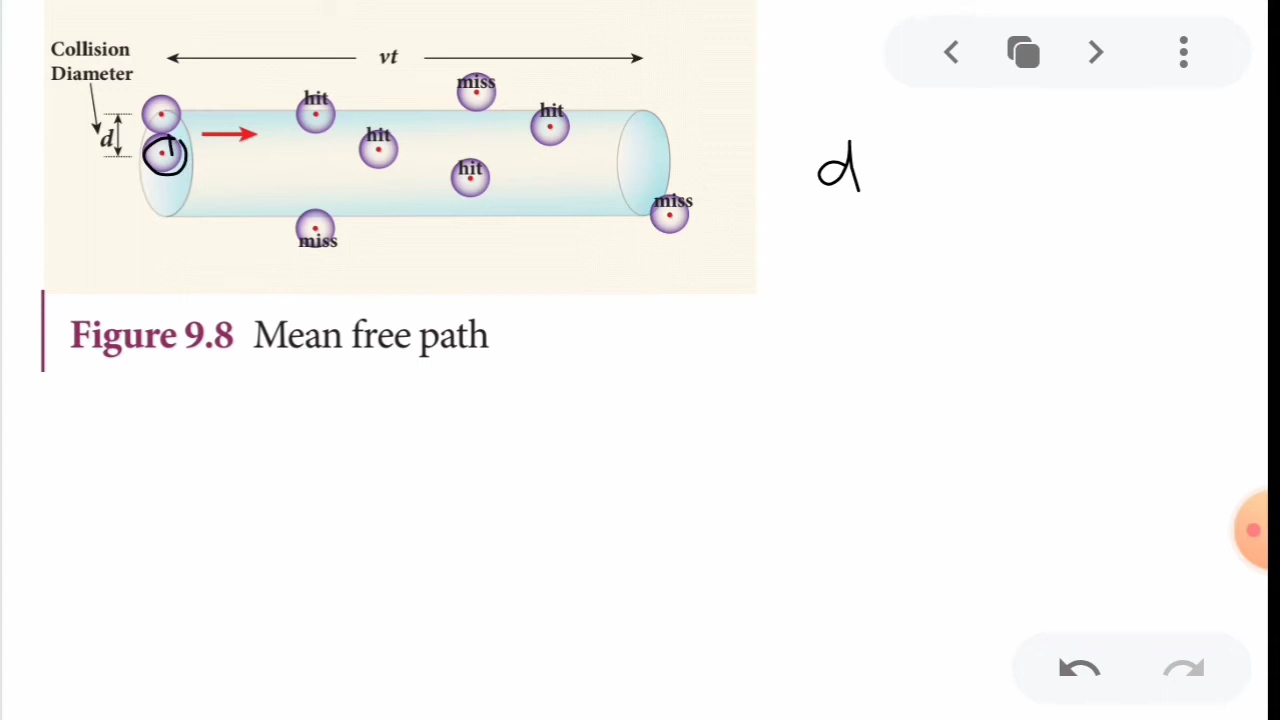 Collision
Diameter
vt
miss
hit
hit
hit
d
hit
miss
miss
d
Figure 9.8 Mean free path